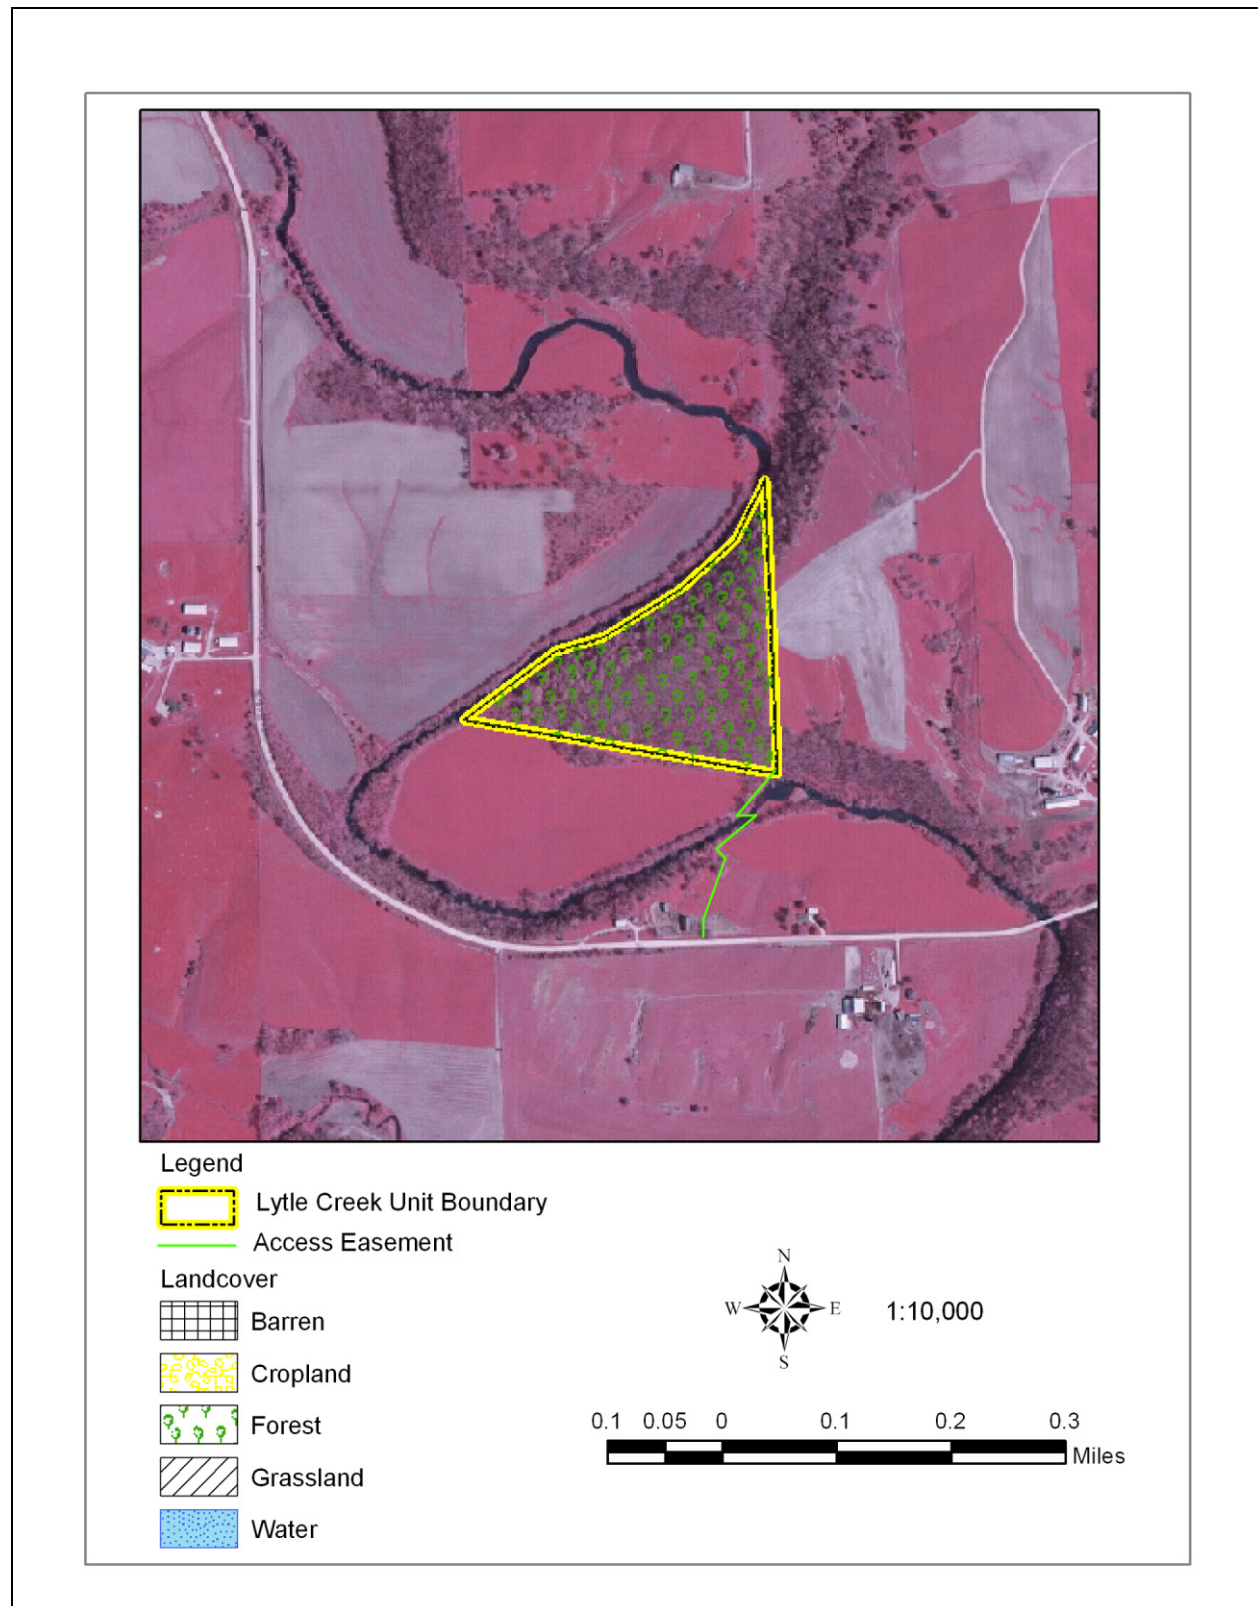 Legend
Lytle Creek Unit Boundary
Access Easement
Landcover
Barren
Cropland
Forest
Grassland
Water
N
W E
S
1:10,000
0.1 0.05 0 0.1 0.2 0.3
Miles